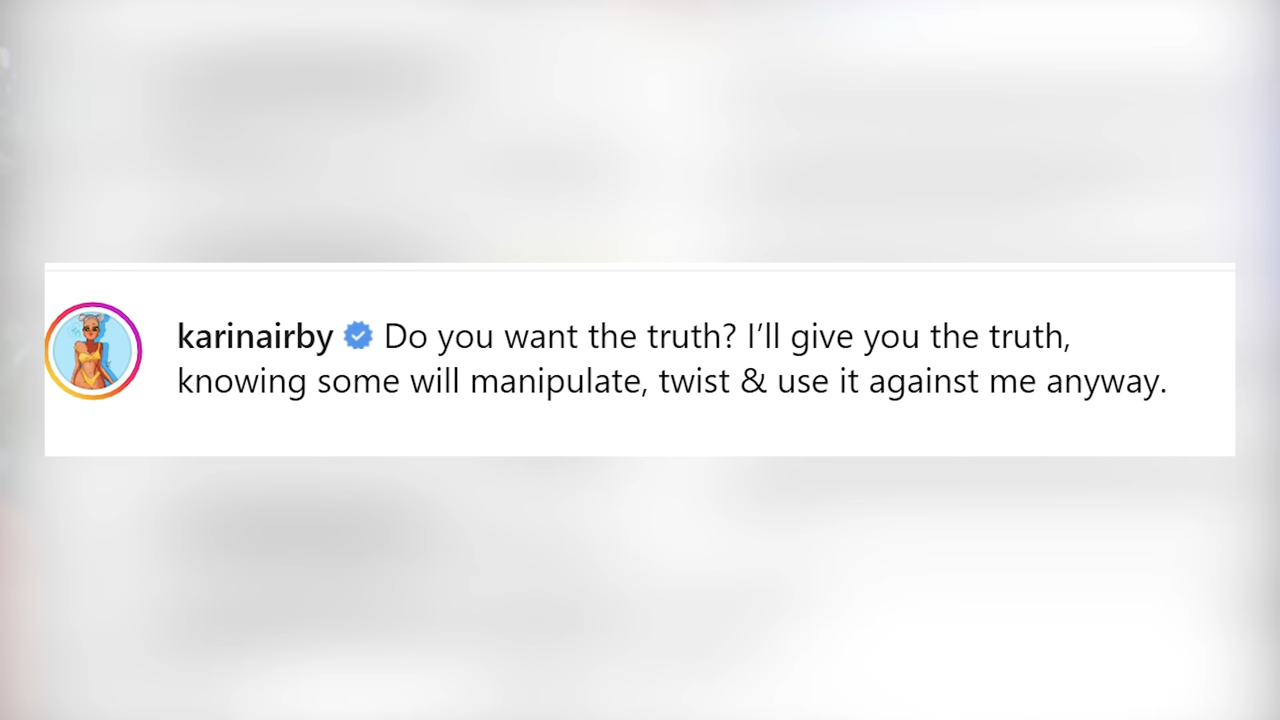 karinairby Do you want the truth? I’ll give you the truth,
knowing some will manipulate, twist & use it against me anyway.